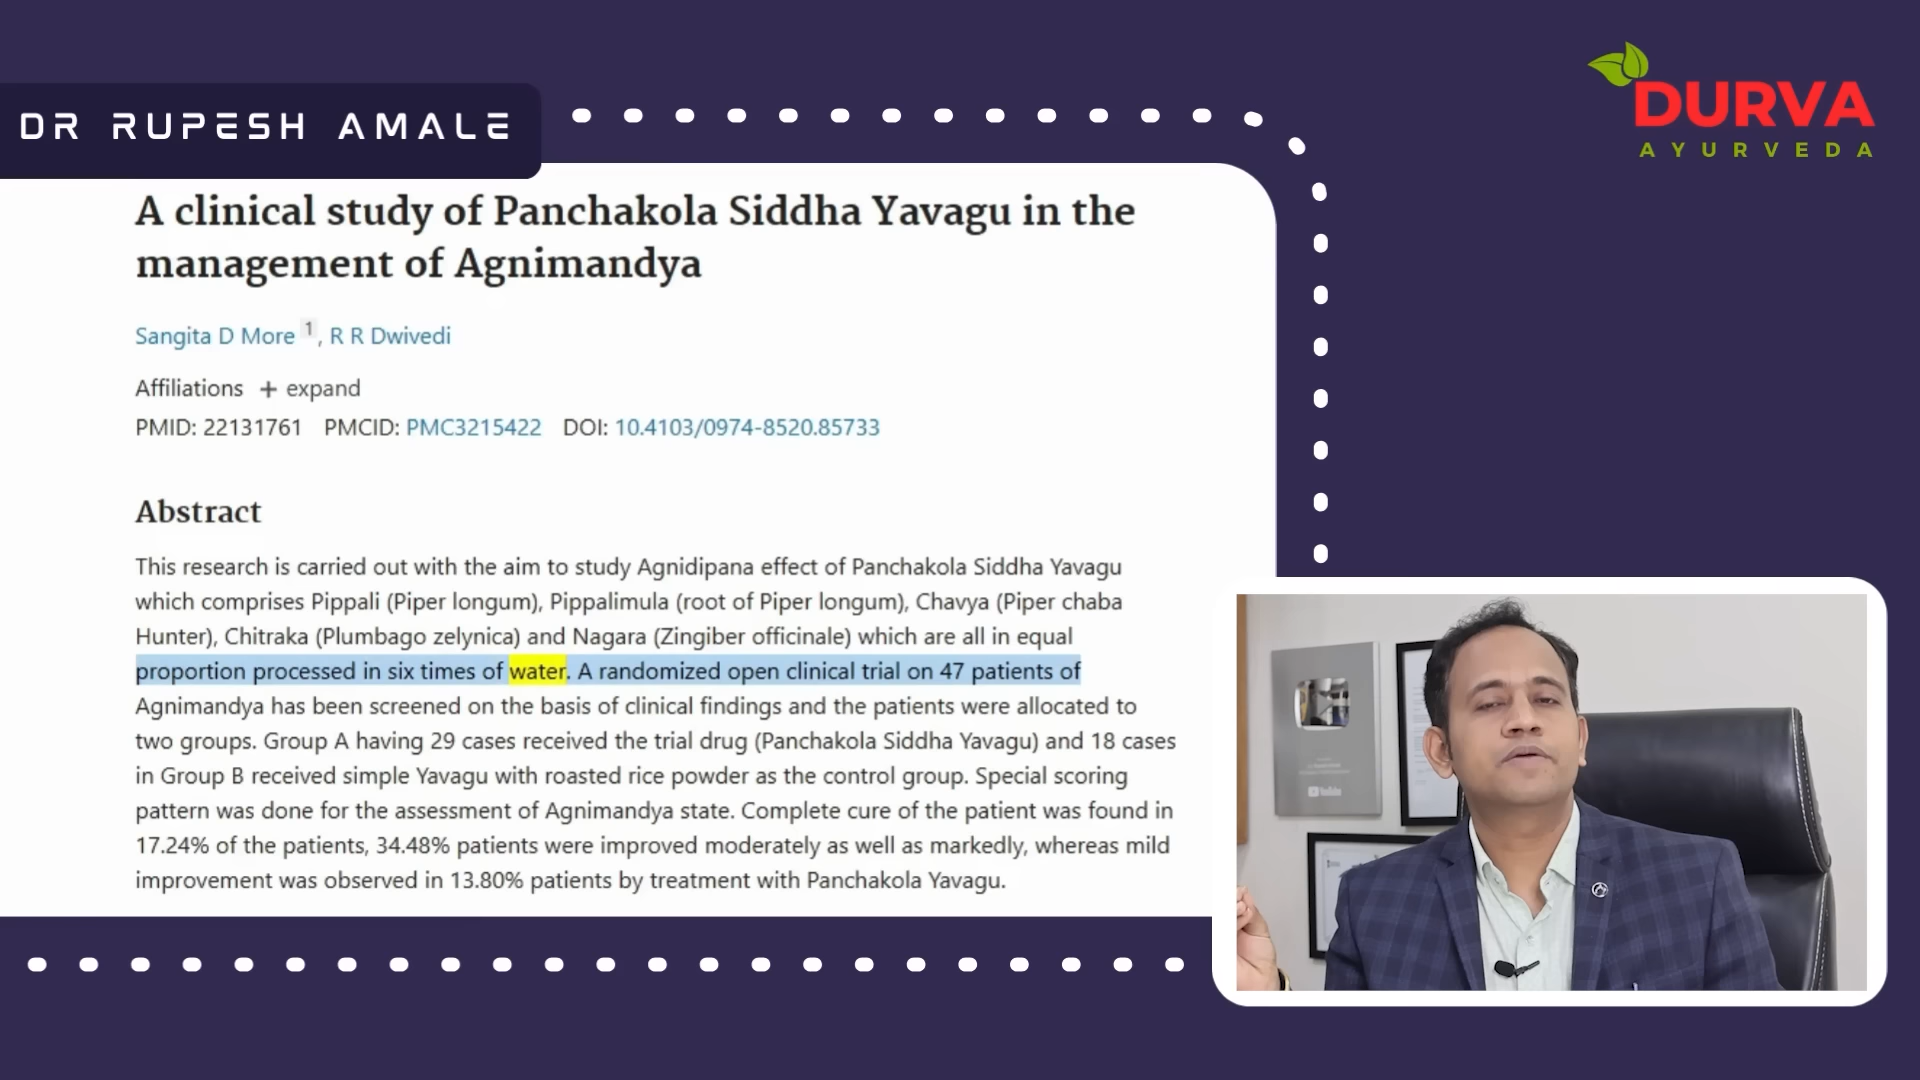 DR RUPESH AMALE
DURVA
AYURVEDA
A clinical study of Panchakola Siddha Yavagu in the
management of Agnimandya
Sangita D More 1, R R Dwivedi
Affiliations + expand
PMID: 22131761 PMCID: PMC3215422 DOI: 10.4103/0974-8520.85733
Abstract
This research is carried out with the aim to study Agnidipana effect of Panchakola Siddha Yavagu
which comprises Pippali (Piper longum), Pippalimula (root of Piper longum), Chavya (Piper chaba
Hunter), Chitraka (Plumbago zelynica) and Nagara (Zingiber officinale) which are all in equal
proportion processed in six times of water. A randomized open clinical trial on 47 patients of
Agnimandya has been screened on the basis of clinical findings and the patients were allocated to
two groups. Group A having 29 cases received the trial drug (Panchakola Siddha Yavagu) and 18 cases
in Group B received simple Yavagu with roasted rice powder as the control group. Special scoring
pattern was done for the assessment of Agnimandya state. Complete cure of the patient was found in
17.24% of the patients, 34.48% patients were improved moderately as well as markedly, whereas mild
improvement was observed in 13.80% patients by treatment with Panchakola Yavagu.
YouTube